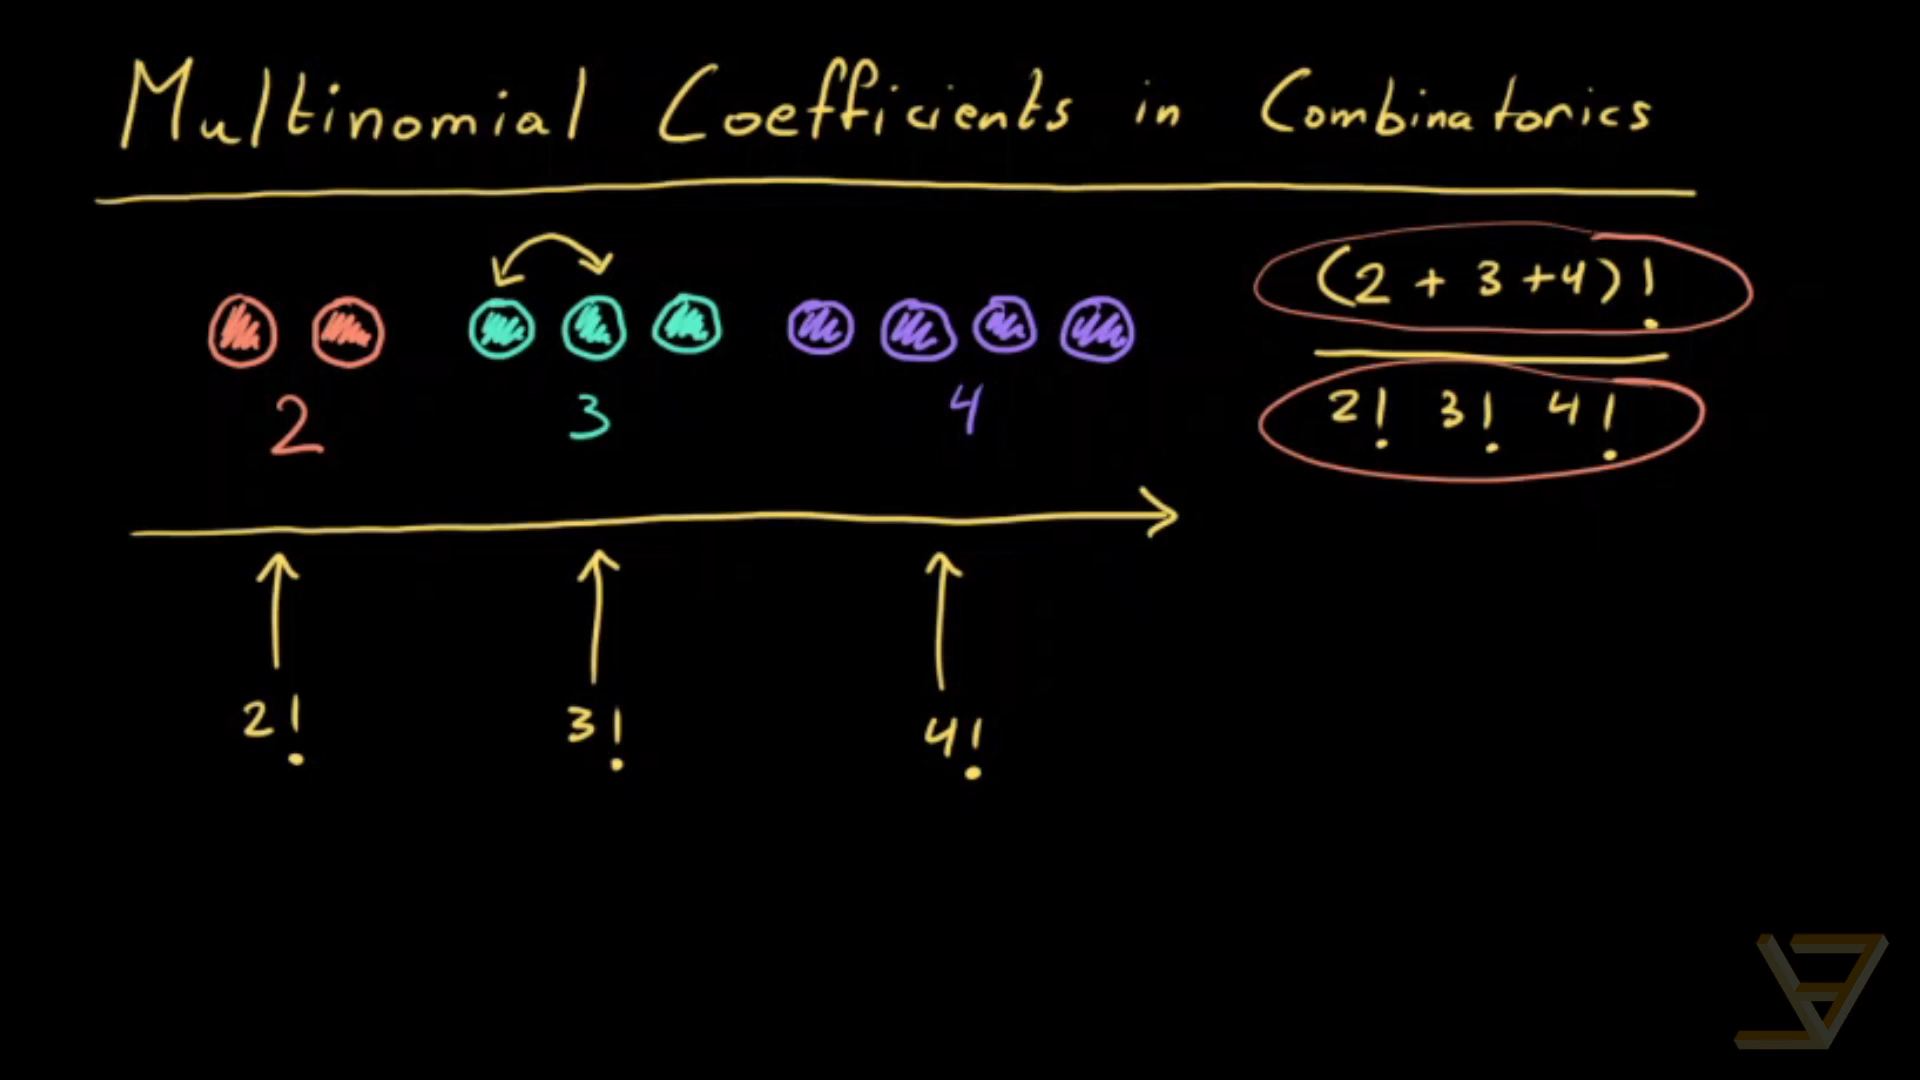 Multinomial Coefficients in Combinatorics
(2 + 3 + 4)!
2! 3! 4!
2 3 4
2! 3! 4!